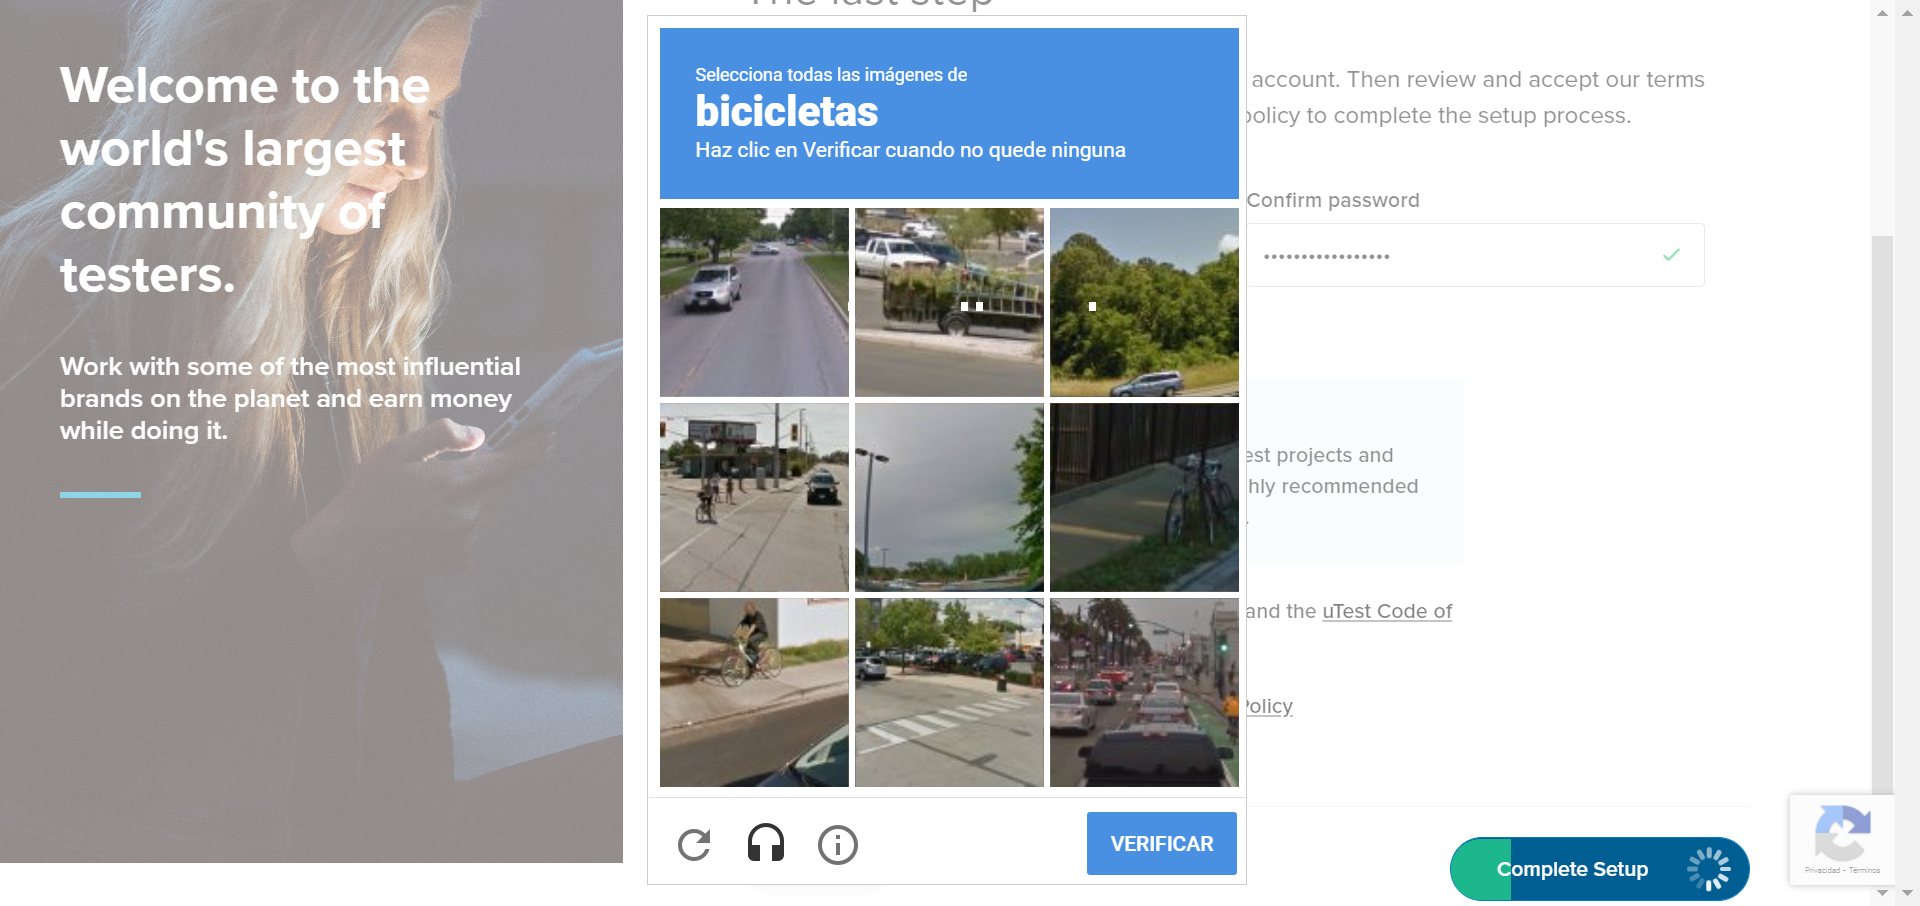 The last step
Welcome to the
world's largest
community of
testers.
Work with some of the most influential
brands on the planet and earn money
while doing it.
Selecciona todas las imágenes de
bicicletas
Haz clic en Verificar cuando no quede ninguna
VERIFICAR
account. Then review and accept our terms
policy to complete the setup process.
Confirm password
est projects and
hly recommended
and the uTest Code of
Policy
Complete Setup
Privacidad - Términos